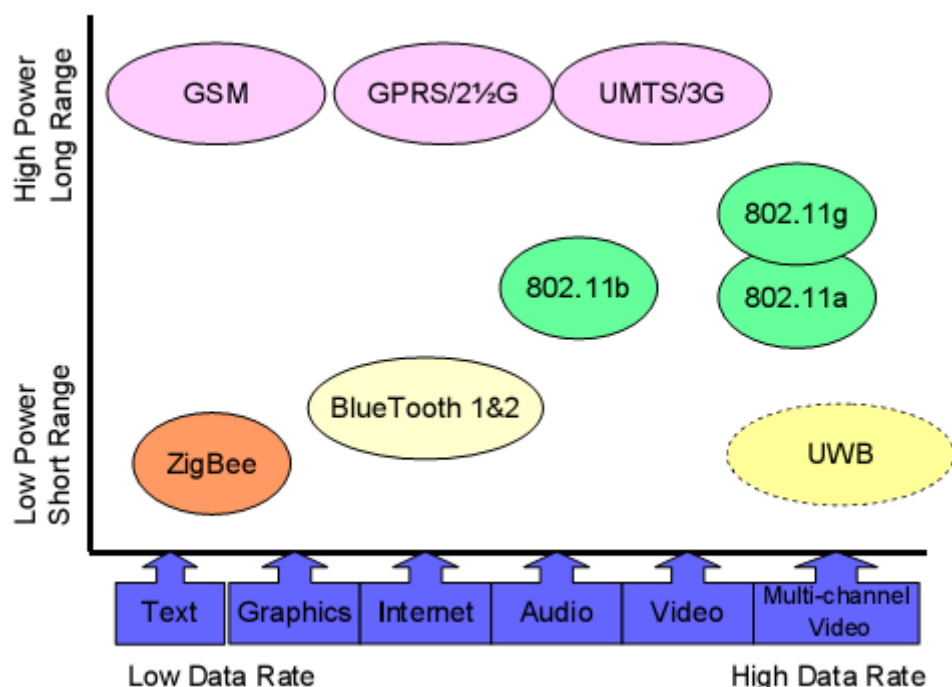 High Power
Long Range
GSM
GPRS/2½G
UMTS/3G
802.11g
802.11b
802.11a
Low Power
Short Range
BlueTooth 1&2
ZigBee
UWB
Text
Graphics
Internet
Audio
Video
Multi-channel
Video
Low Data Rate
High Data Rate